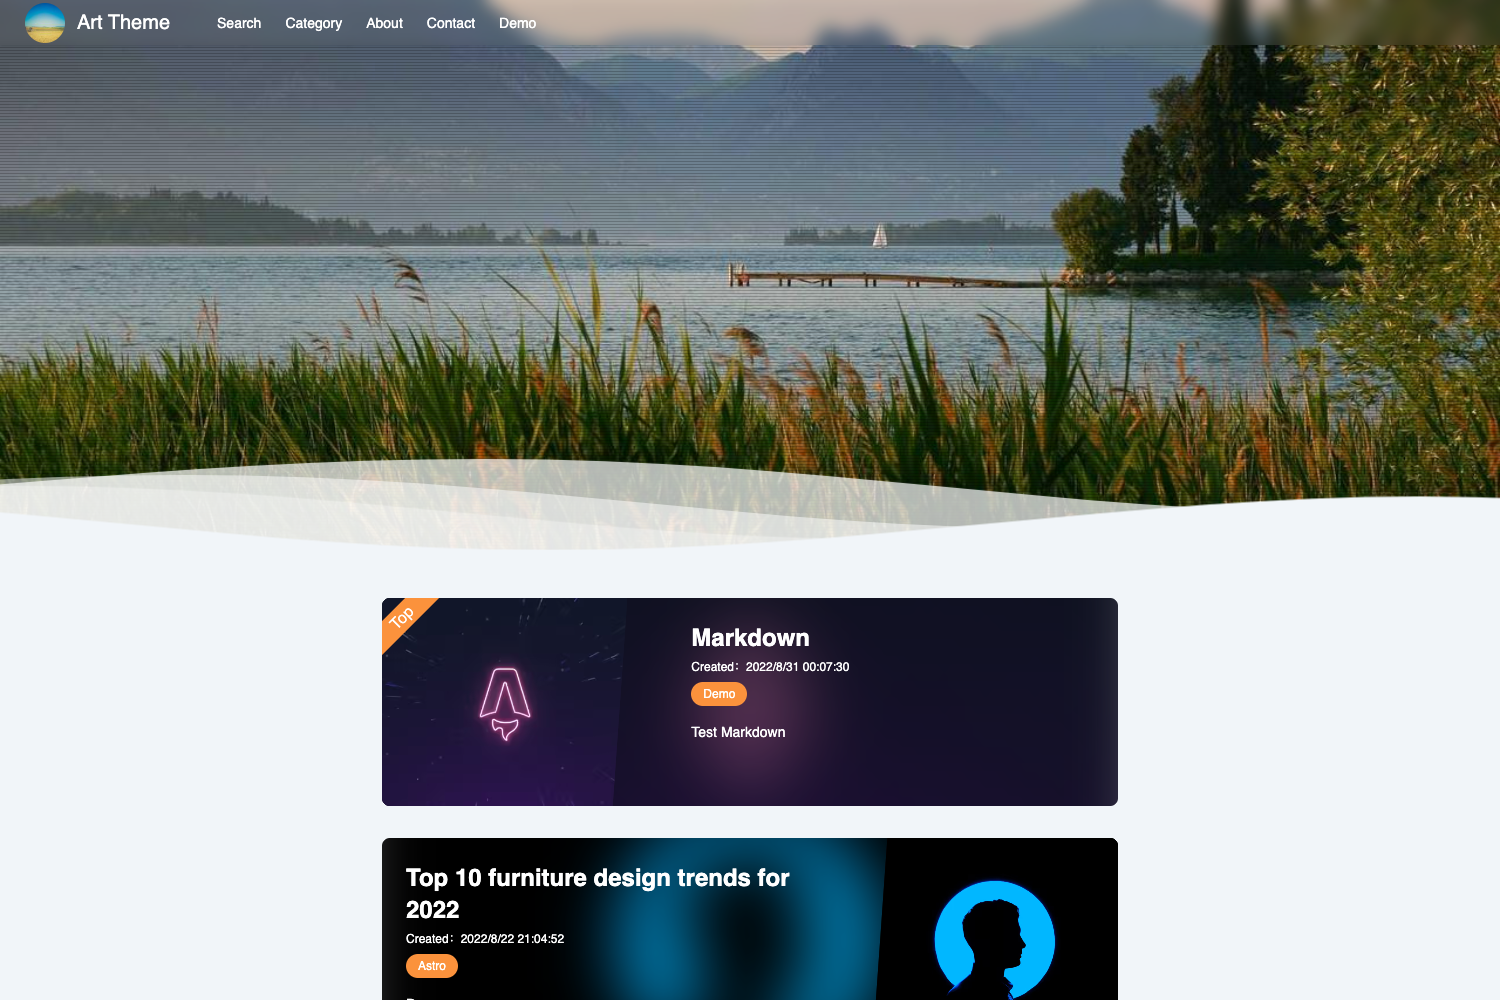 Art Theme
Search
Category
About
Contact
Demo
Top
Markdown
Created：2022/8/31 00:07:30
Demo
Test Markdown
Top 10 furniture design trends for
2022
Created：2022/8/22 21:04:52
Astro